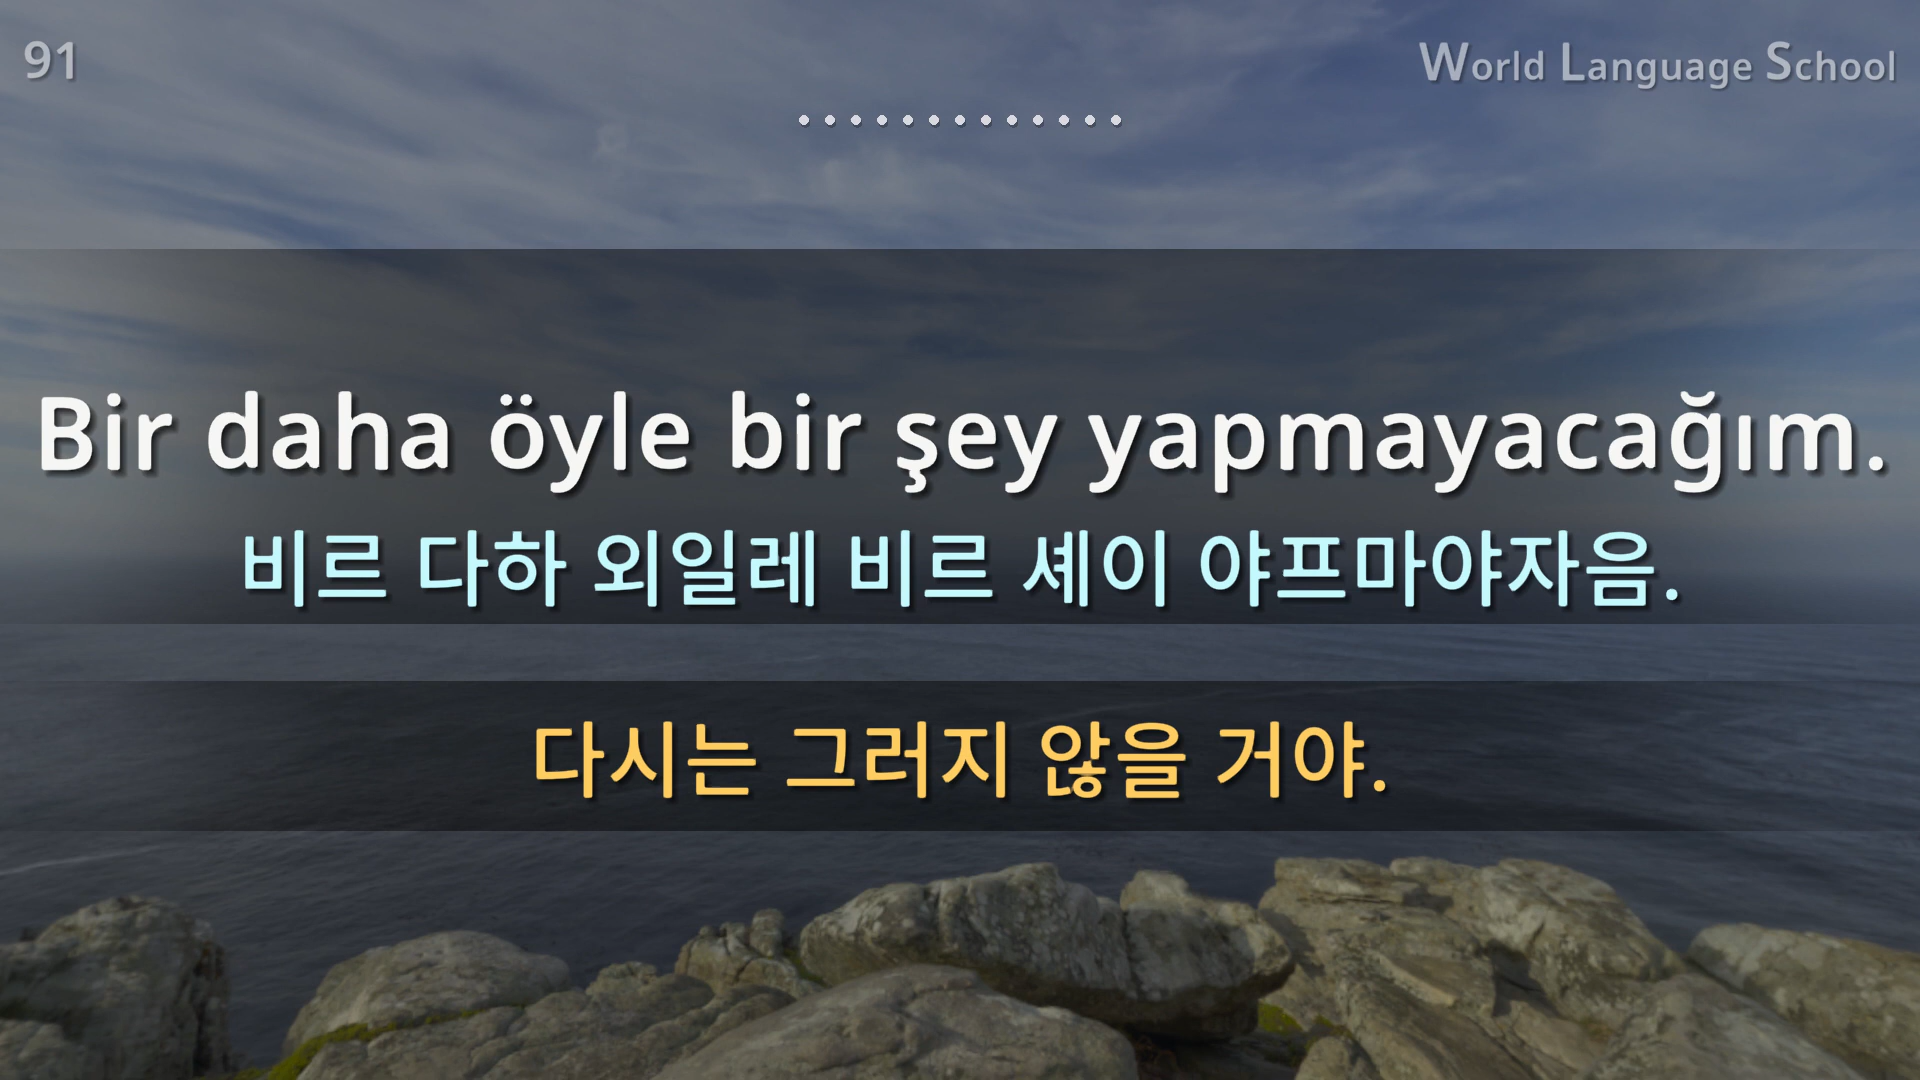 91
World Language School
Bir daha öyle bir şey yapmayacağım.
비르 다하 외일레 비르 셰이 야프마야자음.
다시는 그러지 않을 거야.